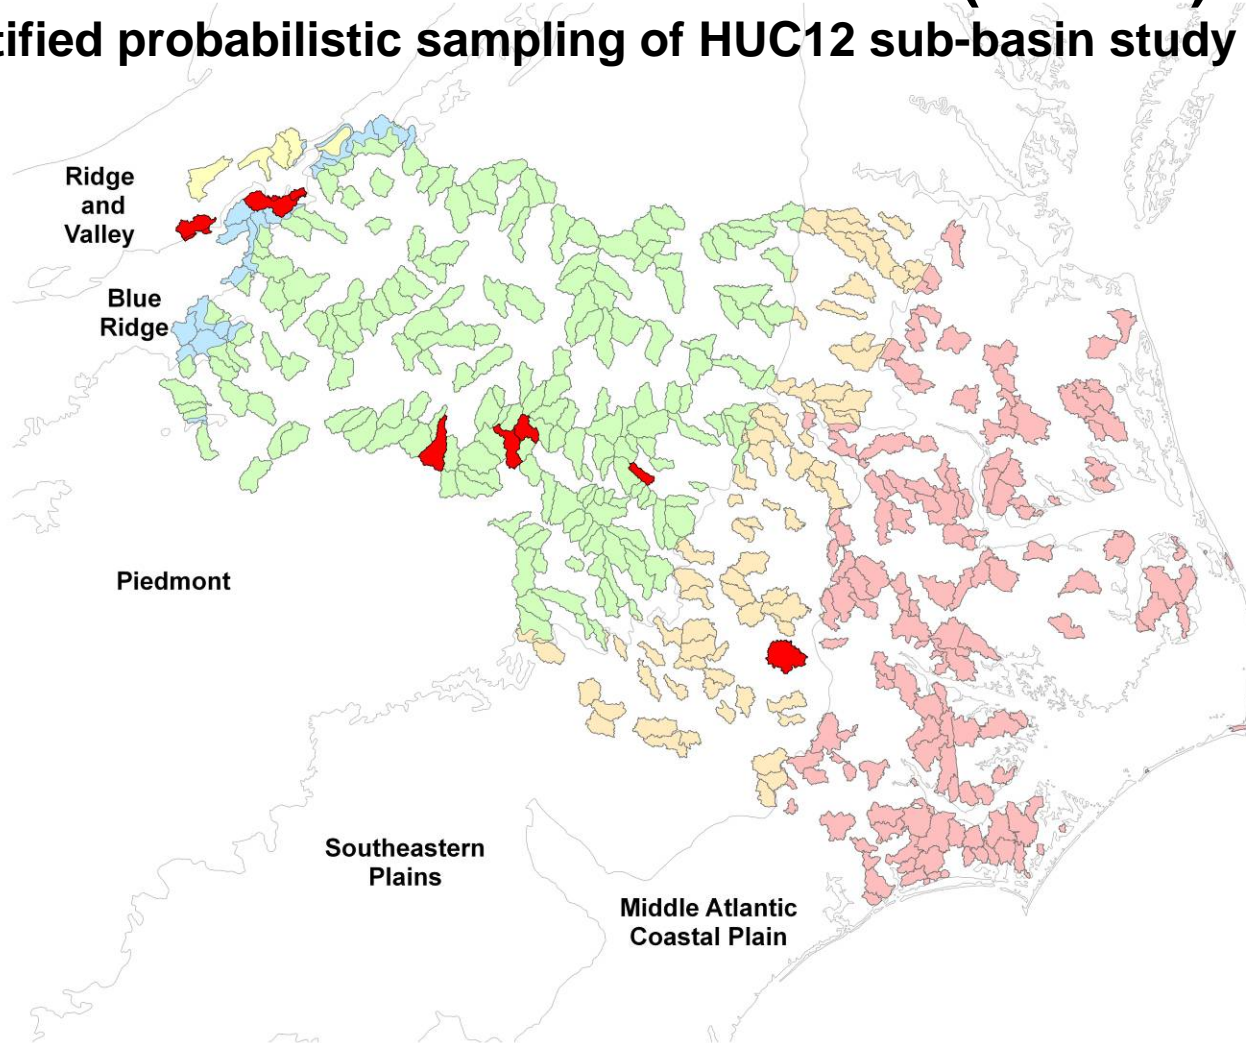 probabilistic sampling of HUC12 sub-basin study
Ridge
and
Valley
Blue
Ridge
Piedmont
Southeastern
Plains
Middle Atlantic
Coastal Plain